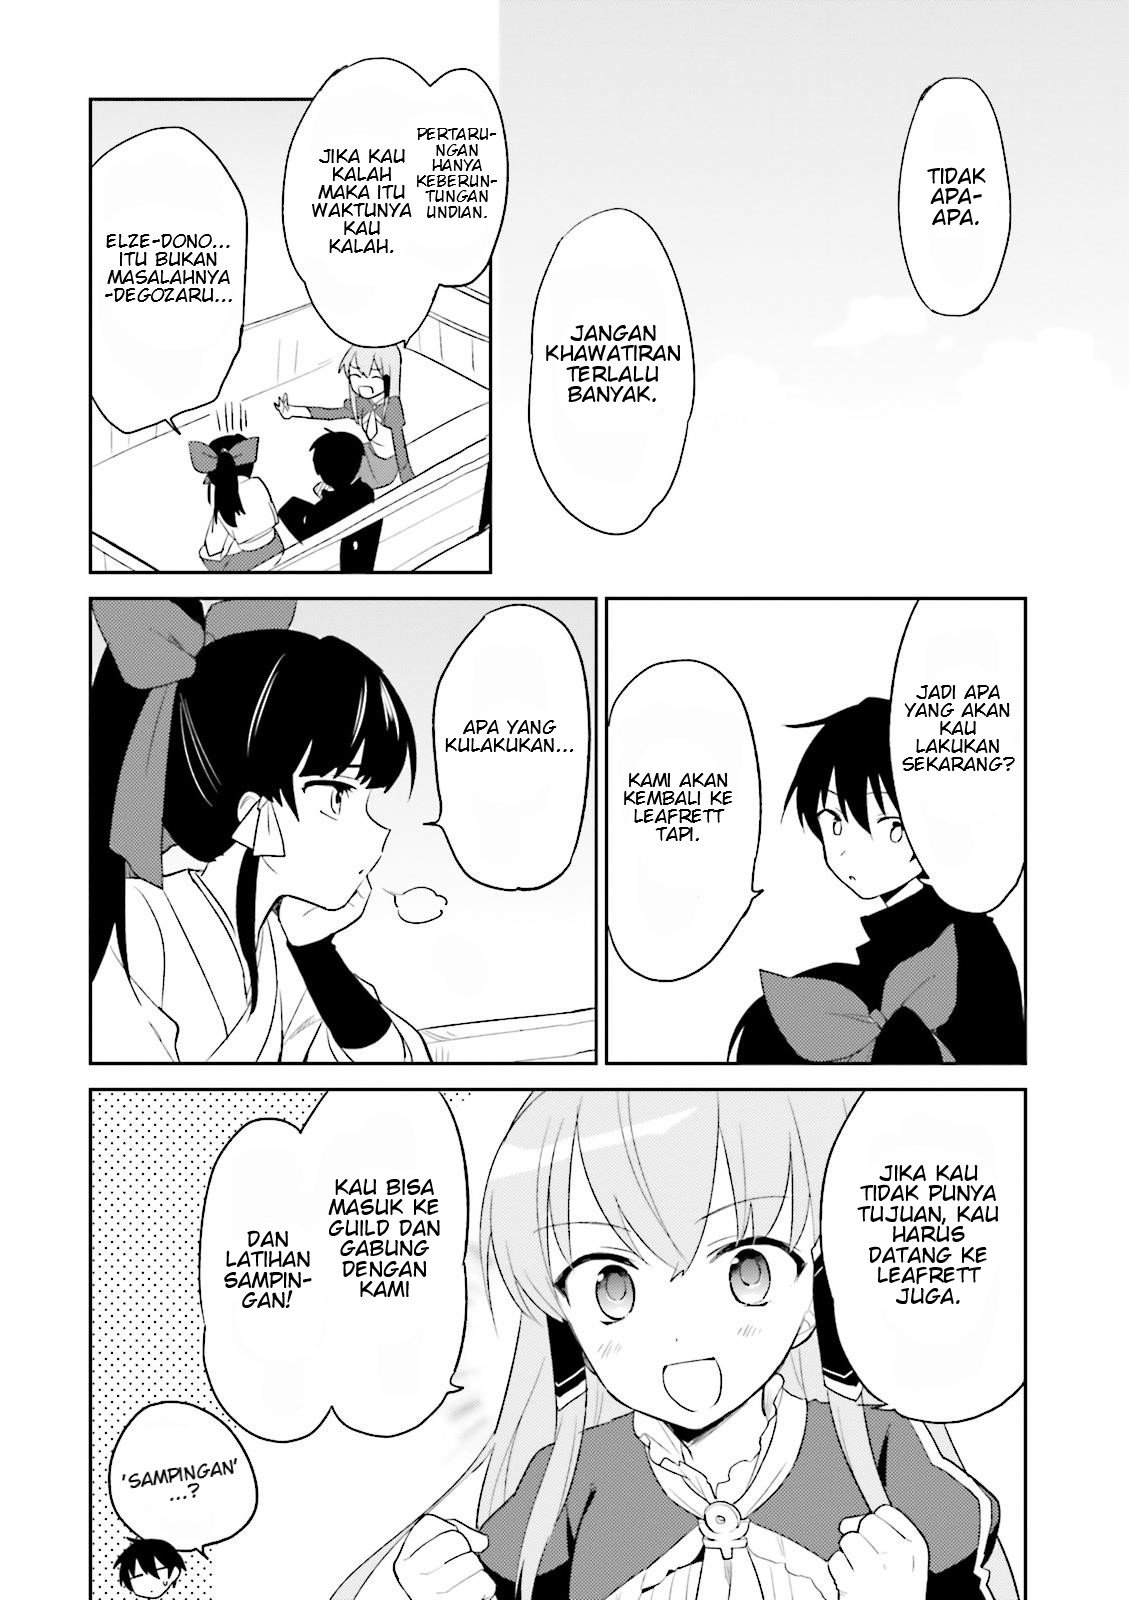 TIDAK
APA-
APA.
JANGAN
KHAWATIRAN
TERLALU
BANYAK.
PERTARU-
NGAN
HANYA
KEBERUN-
TUNGAN
UNDIAN.
JIKA KAU
KALAH
MAKA ITU
WAKTUNYA
KAU
KALAH.
ELZE-DONO...
ITU BUKAN
MASALAHNYA
-DEGOZARU...
JADI APA
YANG AKAN
KAU
LAKUKAN
SEKARANG?
KAMI AKAN
KEMBALI KE
LEAFRETT
TAPI.
APA YANG
KULAKUKAN...
JIKA KAU
TIDAK PUNYA
TUJUAN, KAU
HARUS
DATANG KE
LEAFRETT
JUGA.
KAU BISA
MASUK KE
GUILD DAN
GABUNG
DENGAN
KAMI
DAN
LATIHAN
SAMPIN-
GAN!
'SAMPINGAN'
...?